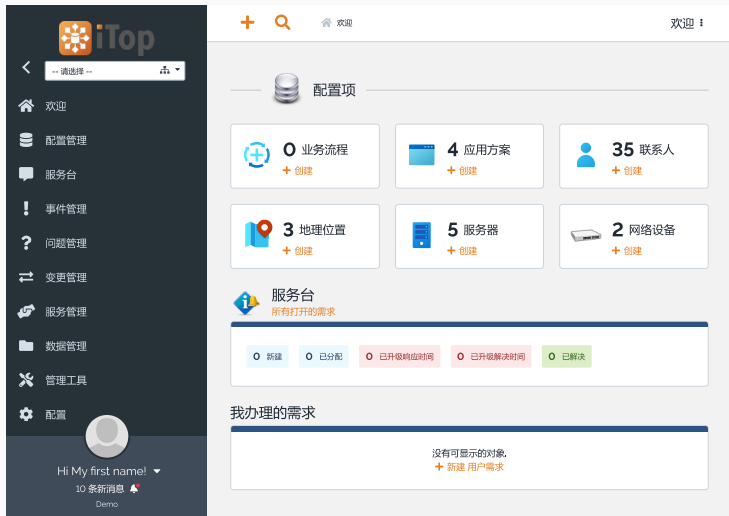 iTop
-- 请选择 --
欢迎
配置管理
服务台
事件管理
问题管理
变更管理
服务管理
数据管理
管理工具
配置
Hi My first name!
10 条新消息
Demo
欢迎
欢迎
配置项
0 业务流程
+ 创建
4 应用方案
+ 创建
35 联系人
+ 创建
3 地理位置
+ 创建
5 服务器
+ 创建
2 网络设备
+ 创建
服务台
所有打开的需求
0 新建
0 已分配
0 已升级响应时间
0 已升级解决时间
0 已解决
我办理的需求
没有可显示的对象.
+ 新建 用户需求